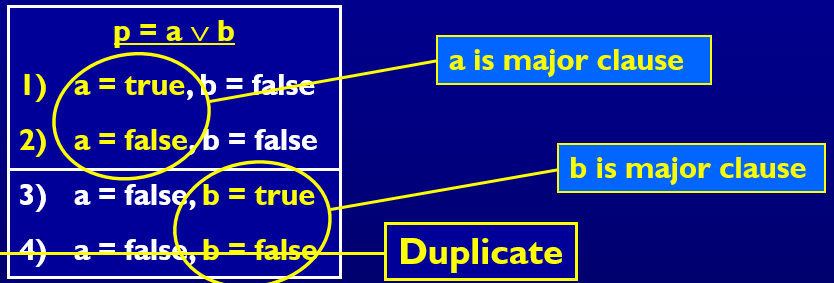 p = a ∨ b
1) a = true, b = false
a is major clause
2) a = false, b = false
b is major clause
3) a = false, b = true
4) a = false, b = false
Duplicate